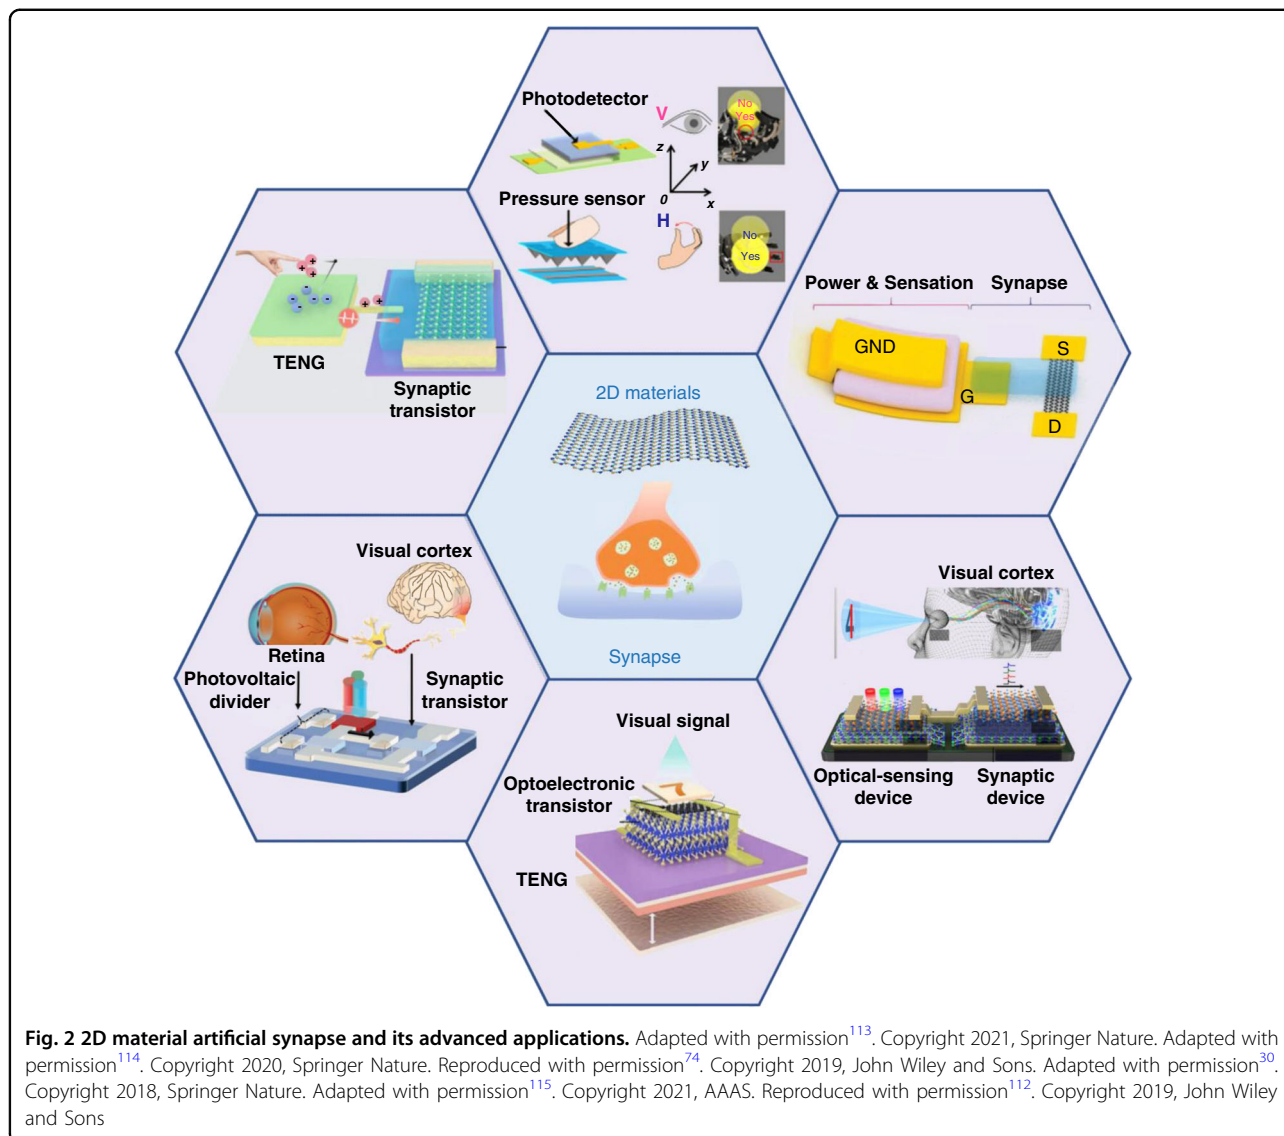 Photodetector
V
No
Yes
z
y
0
x
Pressure sensor
H
No
Yes
TENG
Synaptic
transistor
Power & Sensation
Synapse
GND
S
G
D
2D materials
Synapse
Visual cortex
Retina
Photovoltaic
divider
Synaptic
transistor
Visual signal
Optoelectronic
transistor
TENG
Visual cortex
Optical-sensing
device
Synaptic
device
Fig. 2 2D material artificial synapse and its advanced applications. Adapted with permission113. Copyright 2021, Springer Nature. Adapted with
permission114. Copyright 2020, Springer Nature. Reproduced with permission74. Copyright 2019, John Wiley and Sons. Adapted with permission30.
Copyright 2018, Springer Nature. Adapted with permission115. Copyright 2021, AAAS. Reproduced with permission112. Copyright 2019, John Wiley
and Sons